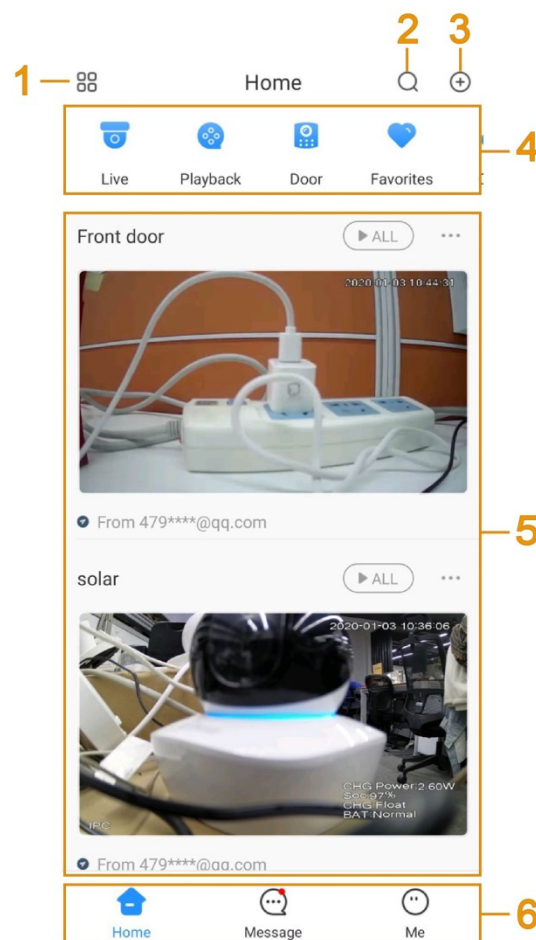 2 3
1 Home
4
Live Playback Door Favorites
Front door ALL
2020-01-03 10:44:31
From 479****@qq.com
5
solar ALL
2020-01-03 10:36:06
CHG Power:2.60W
Soc:97%
CHG Float
BAT:Normal
IPC
From 479****@qq.com
6
Home Message Me